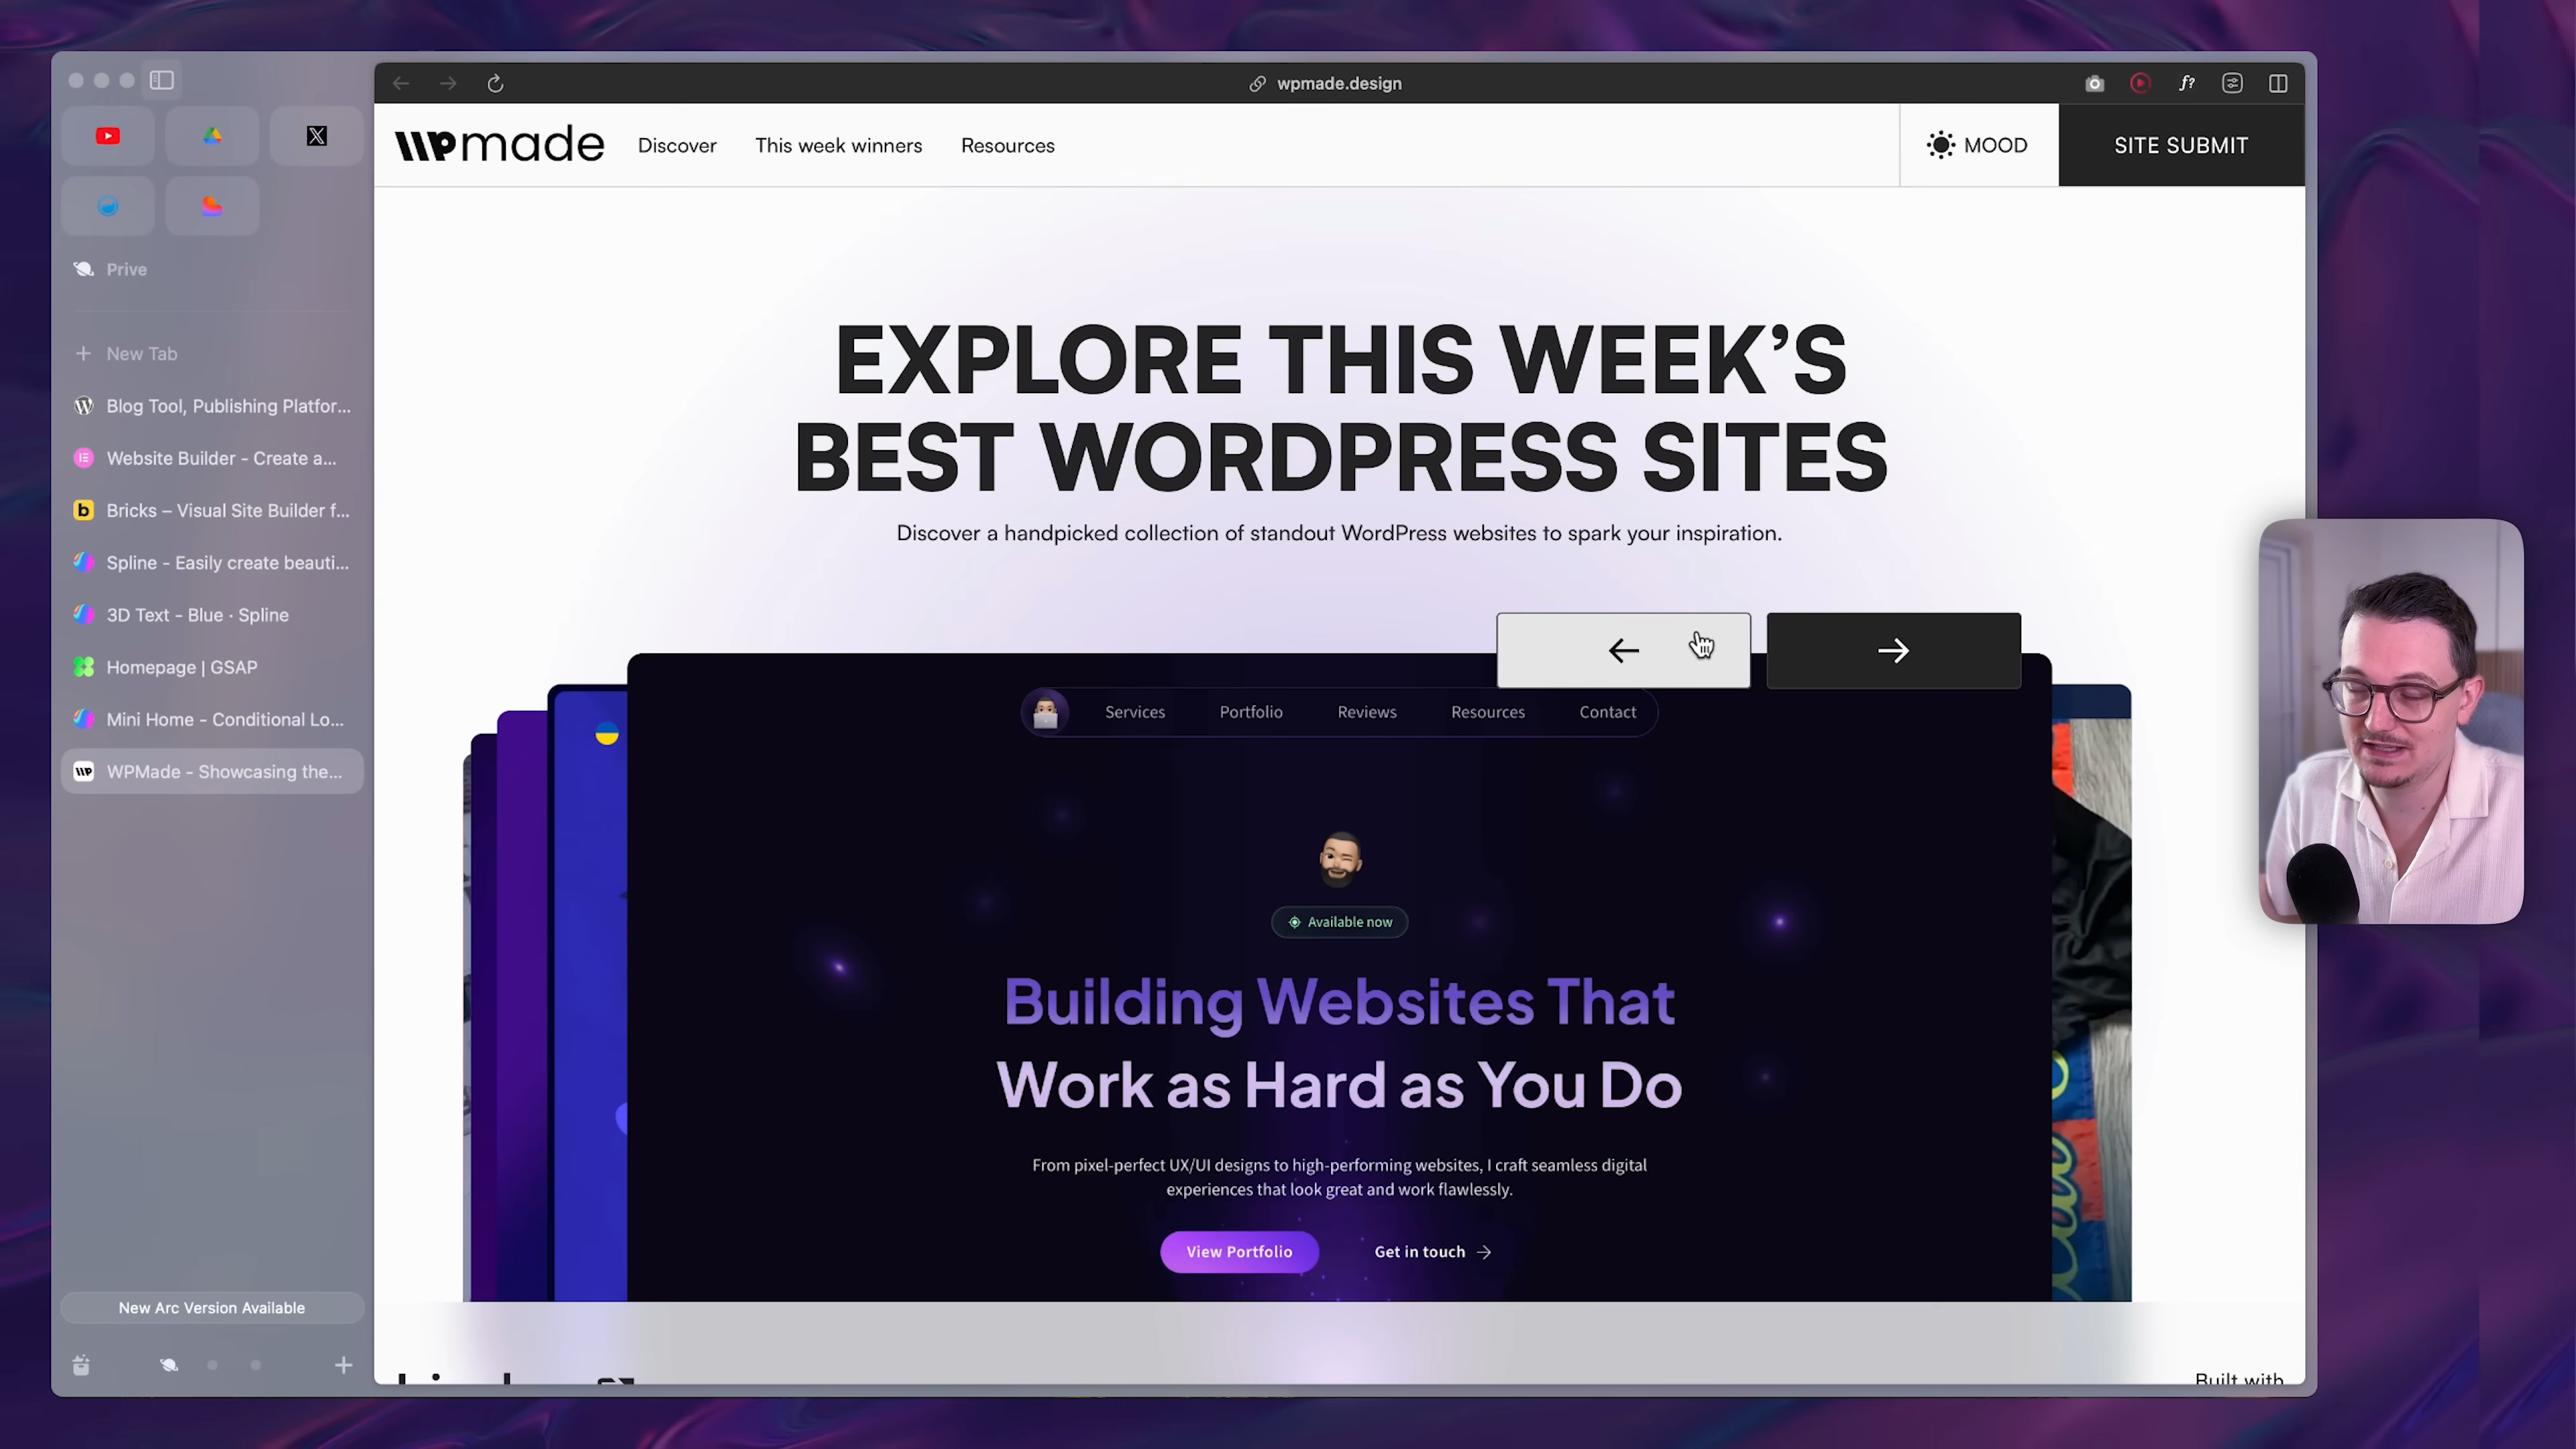 wpmade.design
WPmade
Discover
This week winners
Resources
MOOD
SITE SUBMIT
Prive
New Tab
Blog Tool, Publishing Platfor...
Website Builder - Create a...
Bricks – Visual Site Builder f...
Spline - Easily create beauti...
3D Text - Blue · Spline
Homepage | GSAP
Mini Home - Conditional Lo...
WPMade - Showcasing the...
New Arc Version Available
EXPLORE THIS WEEK’S
BEST WORDPRESS SITES
Discover a handpicked collection of standout WordPress websites to spark your inspiration.
Services
Portfolio
Reviews
Resources
Contact
Available now
Building Websites That
Work as Hard as You Do
From pixel-perfect UX/UI designs to high-performing websites, I craft seamless digital
experiences that look great and work flawlessly.
View Portfolio
Get in touch
Built with